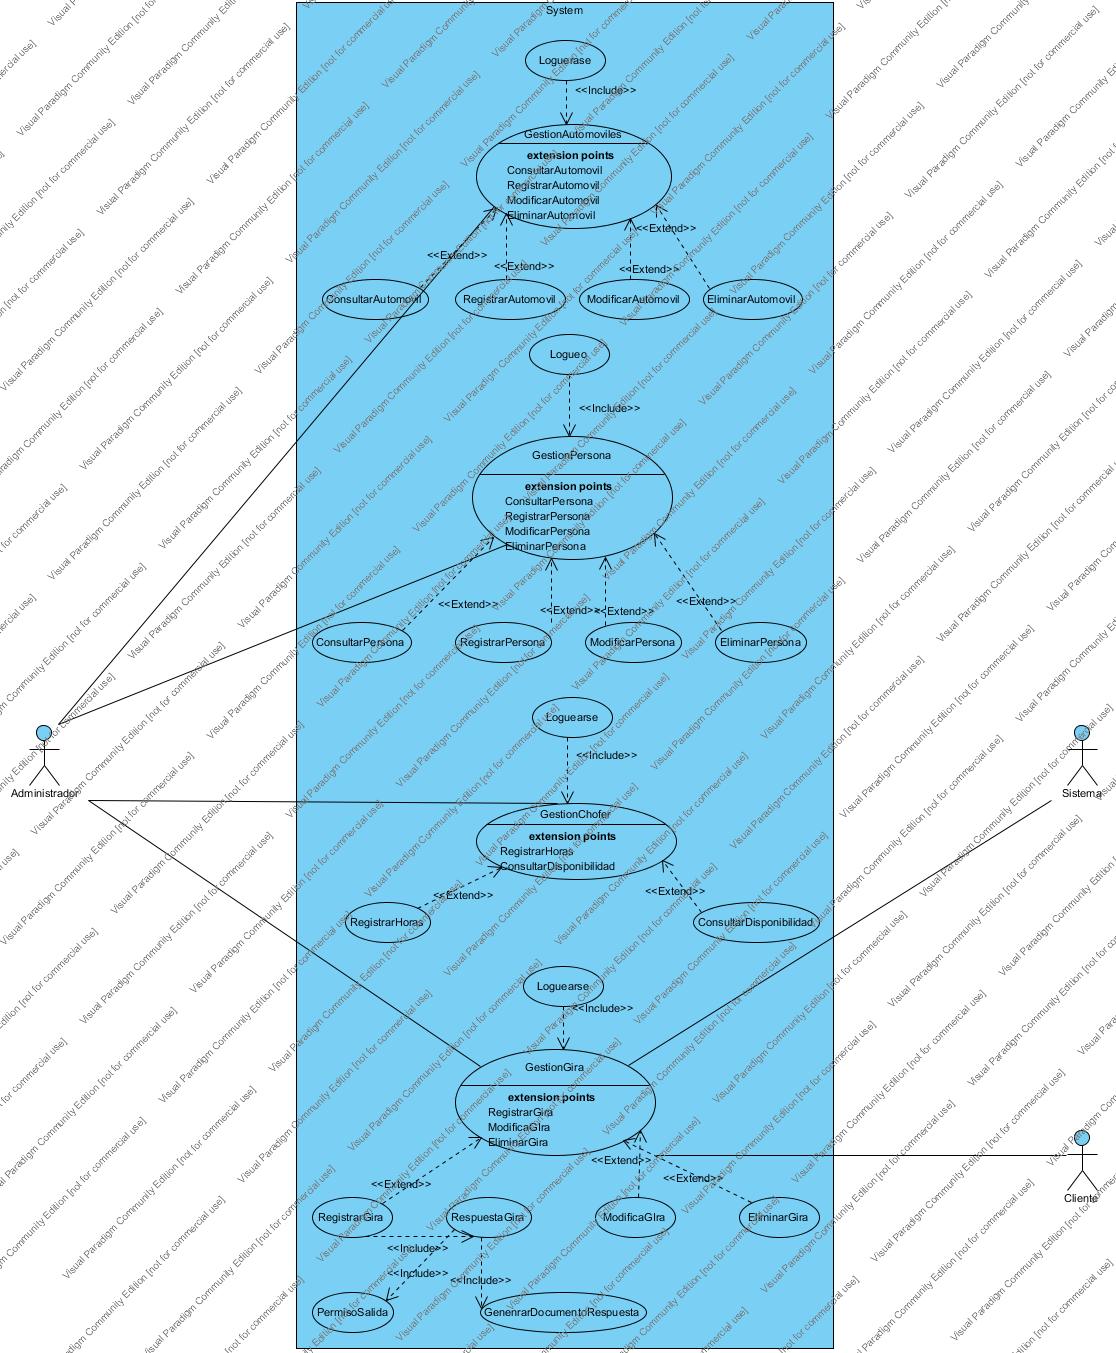 System
Loguerase
<<Include>>
GestionAutomoviles
extension points
ConsultarAutomovil
RegistrarAutomovil
ModificarAutomovil
EliminarAutomovil
<<Extend>>
<<Extend>>
<<Extend>>
<<Extend>>
ConsultarAutomovil
RegistrarAutomovil
ModificarAutomovil
EliminarAutomovil
Logueo
<<Include>>
GestionPersona
extension points
ConsultarPersona
RegistrarPersona
ModificarPersona
EliminarPersona
<<Extend>>
<<Extend>>
<<Extend>>
<<Extend>>
ConsultarPersona
RegistrarPersona
ModificarPersona
EliminarPersona
Loguearse
<<Include>>
Administrador
Sistema
GestionChofer
extension points
RegistrarHoras
ConsultarDisponibilidad
<<Extend>>
<<Extend>>
RegistrarHoras
ConsultarDisponibilidad
Loguearse
<<Include>>
GestionGira
extension points
RegistrarGira
ModificaGIra
EliminarGira
<<Extend>>
<<Extend>>
<<Extend>>
Cliente
RegistrarGira
RespuestaGira
ModificaGIra
EliminarGira
<<Include>>
<<Include>>
<<Include>>
PermisoSalida
GenenrarDocumentoRespuesta
Visual Paradigm Community Edition [not for commercial use]